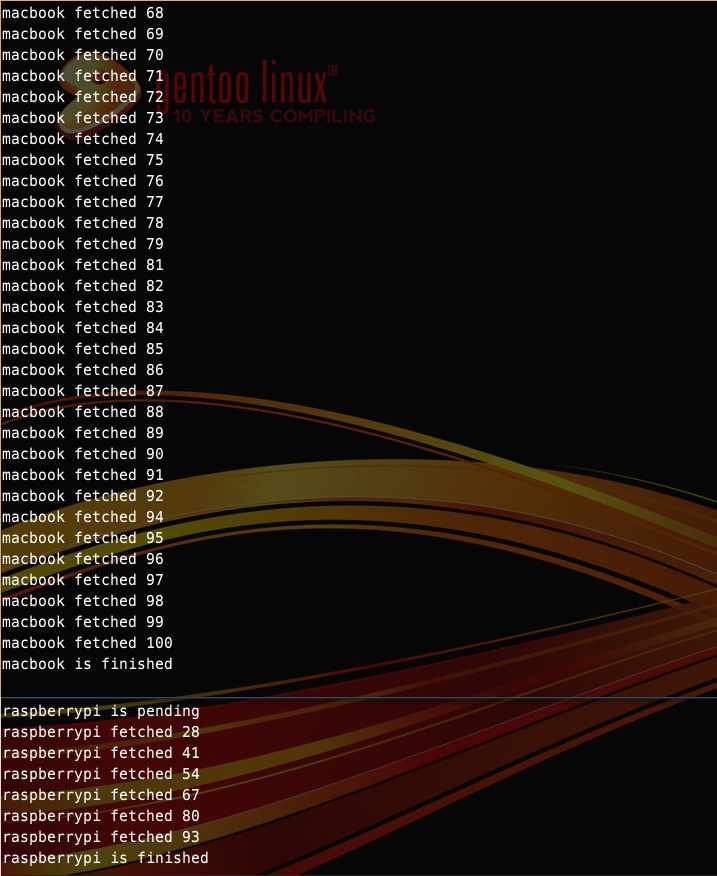 macbook fetched 68
macbook fetched 69
macbook fetched 70
macbook fetched 71
macbook fetched 72
macbook fetched 73
macbook fetched 74
macbook fetched 75
macbook fetched 76
macbook fetched 77
macbook fetched 78
macbook fetched 79
macbook fetched 81
macbook fetched 82
macbook fetched 83
macbook fetched 84
macbook fetched 85
macbook fetched 86
macbook fetched 87
macbook fetched 88
macbook fetched 89
macbook fetched 90
macbook fetched 91
macbook fetched 92
macbook fetched 94
macbook fetched 95
macbook fetched 96
macbook fetched 97
macbook fetched 98
macbook fetched 99
macbook fetched 100
macbook is finished
gentoo linux™
10 YEARS COMPILING
raspberrypi is pending
raspberrypi fetched 28
raspberrypi fetched 41
raspberrypi fetched 54
raspberrypi fetched 67
raspberrypi fetched 80
raspberrypi fetched 93
raspberrypi is finished